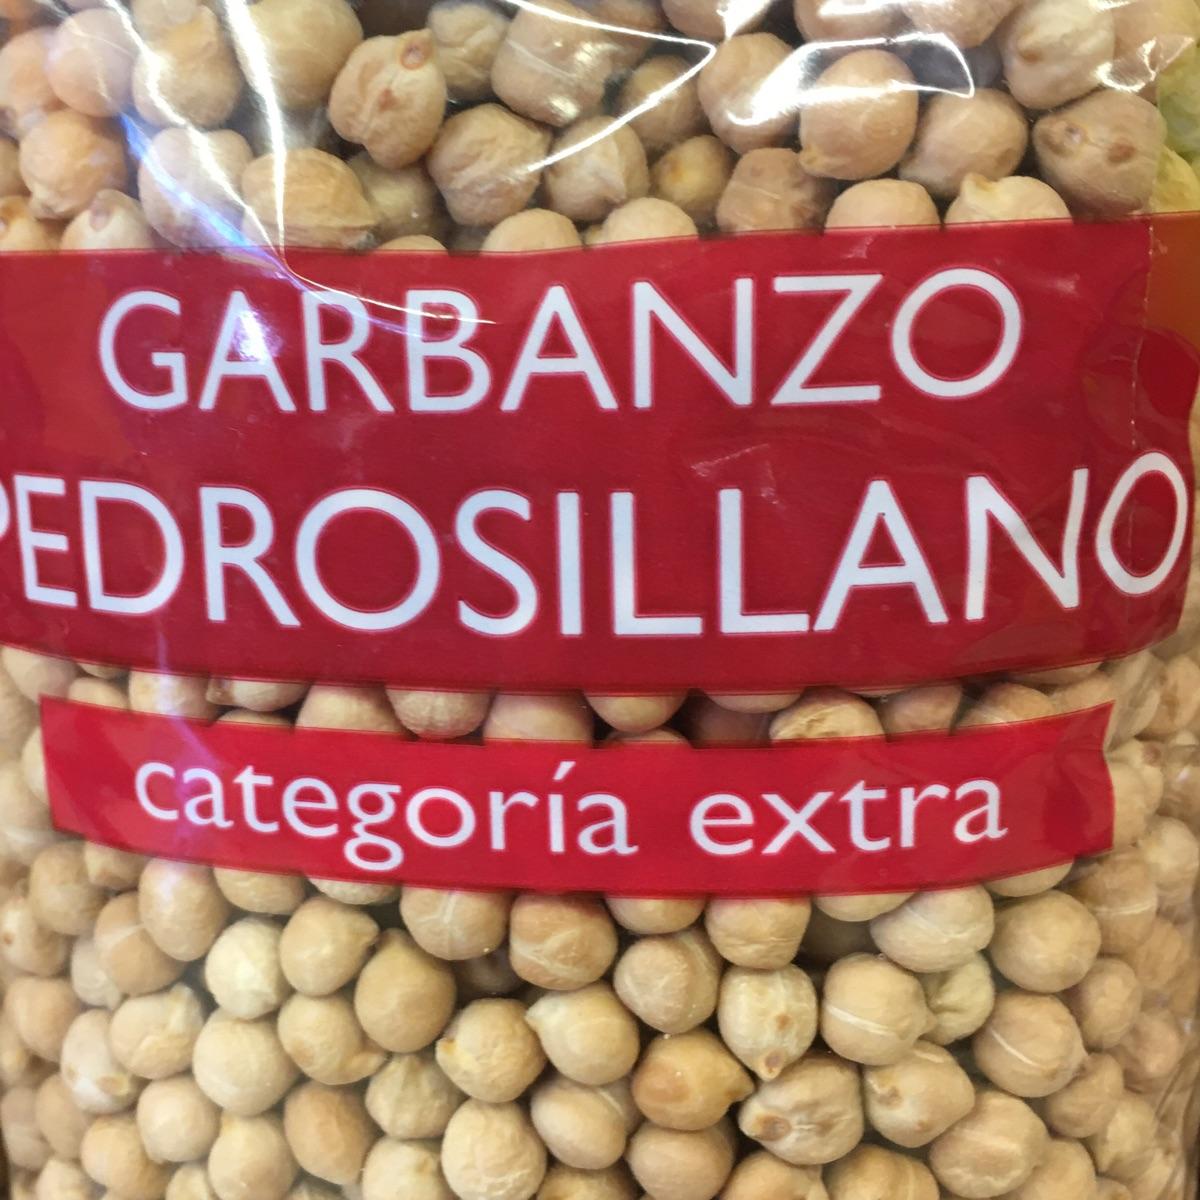 GARBANZO
PEDROSILLANO
categoría extra